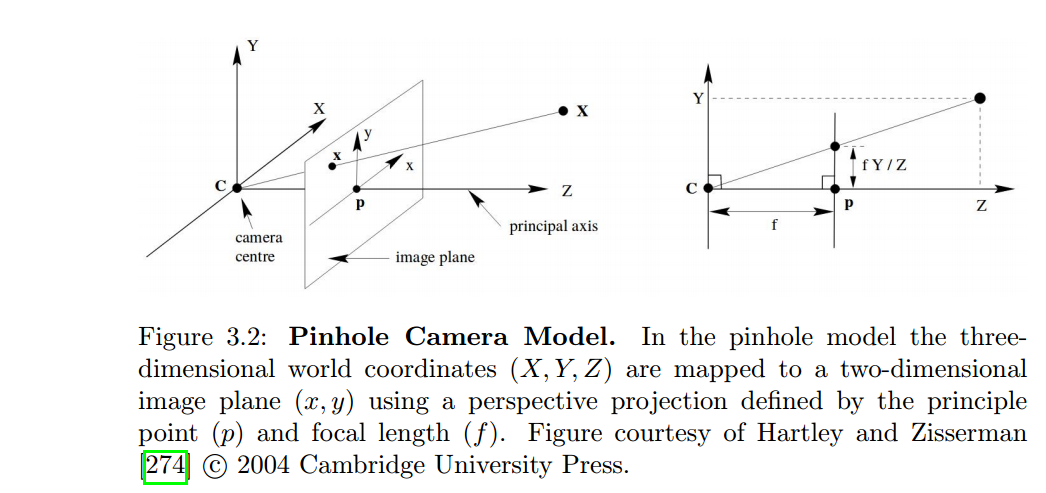 Y
X
X
y
x
x
C
Z
p
principal axis
camera
centre
image plane
Y
f Y / Z
C
p
Z
f
Figure 3.2: Pinhole Camera Model. In the pinhole model the three-
dimensional world coordinates (X, Y, Z) are mapped to a two-dimensional
image plane (x, y) using a perspective projection defined by the principle
point (p) and focal length (f). Figure courtesy of Hartley and Zisserman
[274] © 2004 Cambridge University Press.